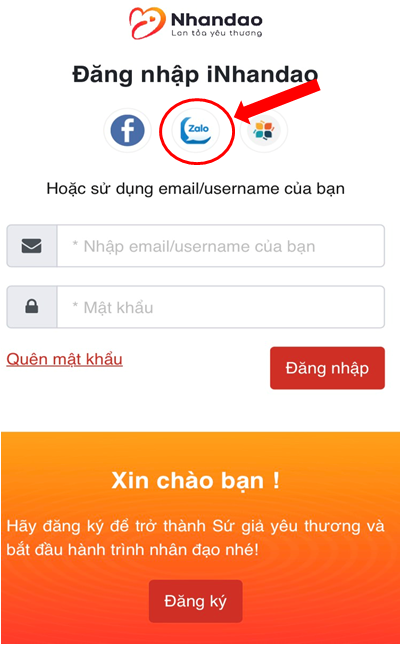 Nhandao
Lan tỏa yêu thương
Đăng nhập iNhandao
Zalo
Hoặc sử dụng email/username của bạn
* Nhập email/username của bạn
* Mật khẩu
Quên mật khẩu
Đăng nhập
Xin chào bạn !
Hãy đăng ký để trở thành Sứ giả yêu thương và
bắt đầu hành trình nhân đạo nhé!
Đăng ký